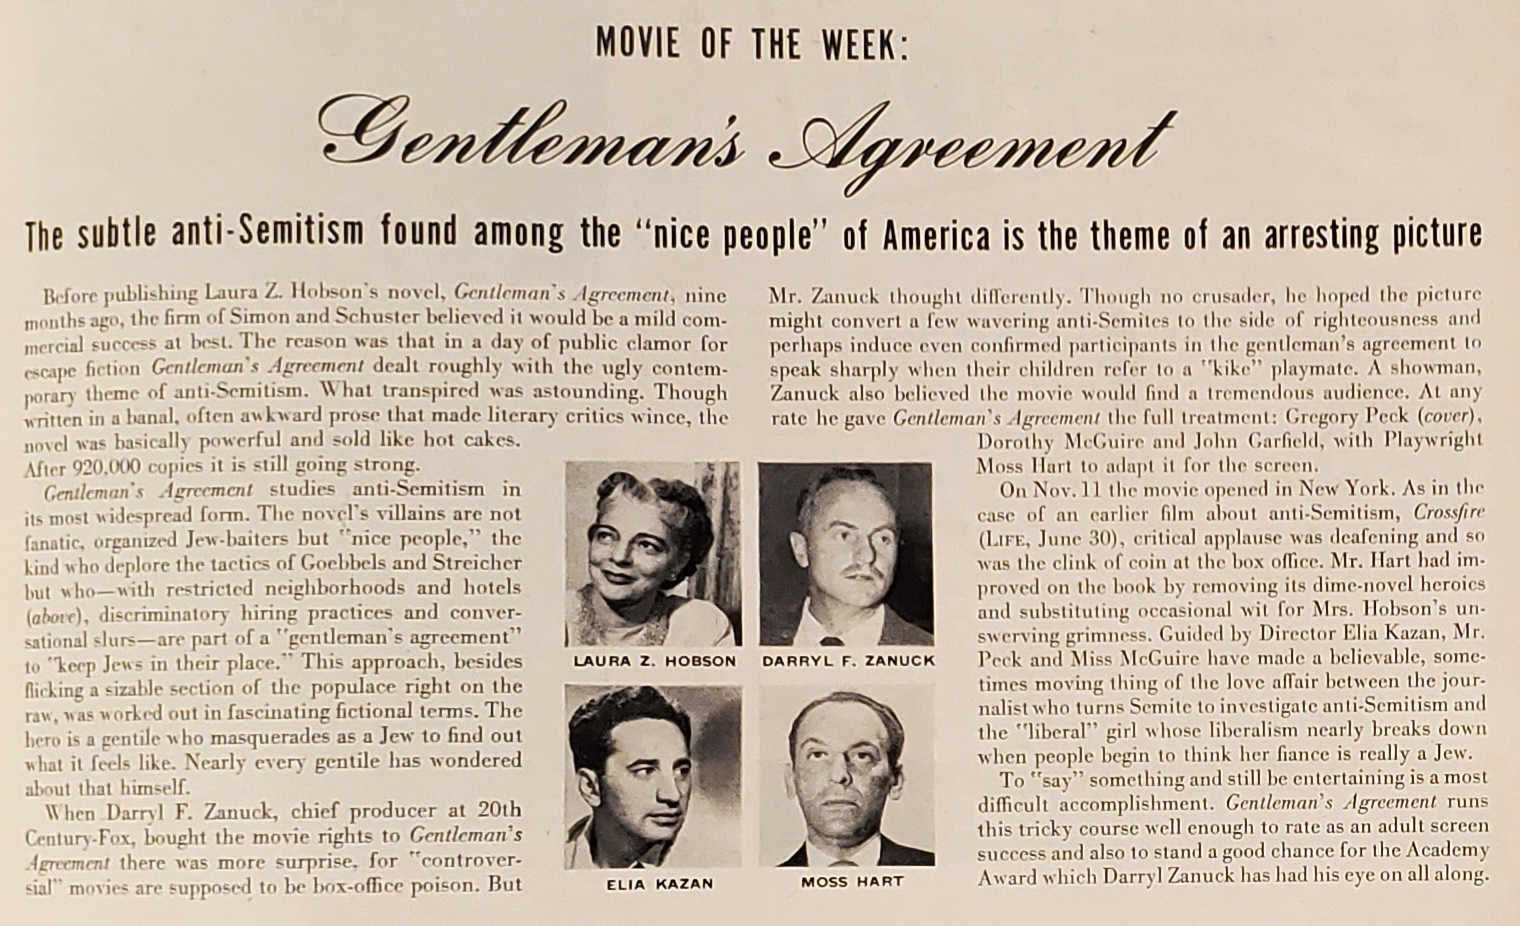 MOVIE OF THE WEEK:
Gentleman's Agreement
The subtle anti-Semitism found among the "nice people" of America is the theme of an arresting picture
Before publishing Laura Z. Hobson's novel, Gentleman's Agreement, nine
months ago, the firm of Simon and Schuster believed it would be a mild com-
mercial success at best. The reason was that in a day of public clamor for
escape fiction Gentleman's Agreement dealt roughly with the ugly contem-
porary theme of anti-Semitism. What transpired was astounding. Though
written in a banal, often awkward prose that made literary critics wince, the
novel was basically powerful and sold like hot cakes.
After 920,000 copies it is still going strong.
Gentleman's Agreement studies anti-Semitism in
its most widespread form. The novel's villains are not
fanatic, organized Jew-baiters but "nice people," the
kind who deplore the tactics of Goebbels and Streicher
but who—with restricted neighborhoods and hotels
(above), discriminatory hiring practices and conver-
sational slurs—are part of a "gentleman's agreement"
to "keep Jews in their place." This approach, besides
flicking a sizable section of the populace right on the
raw, was worked out in fascinating fictional terms. The
hero is a gentile who masquerades as a Jew to find out
what it feels like. Nearly every gentile has wondered
about that himself.
When Darryl F. Zanuck, chief producer at 20th
Century-Fox, bought the movie rights to Gentleman's
Agreement there was more surprise, for "controver-
sial" movies are supposed to be box-office poison. But
Mr. Zanuck thought differently. Though no crusader, he hoped the picture
might convert a few wavering anti-Semites to the side of righteousness and
perhaps induce even confirmed participants in the gentleman's agreement to
speak sharply when their children refer to a "kike" playmate. A showman,
Zanuck also believed the movie would find a tremendous audience. At any
rate he gave Gentleman's Agreement the full treatment: Gregory Peck (cover),
Dorothy McGuire and John Garfield, with Playwright
Moss Hart to adapt it for the screen.
On Nov. 11 the movie opened in New York. As in the
case of an earlier film about anti-Semitism, Crossfire
(LIFE, June 30), critical applause was deafening and so
was the clink of coin at the box office. Mr. Hart had im-
proved on the book by removing its dime-novel heroics
and substituting occasional wit for Mrs. Hobson's un-
swerving grimness. Guided by Director Elia Kazan, Mr.
Peck and Miss McGuire have made a believable, some-
times moving thing of the love affair between the jour-
nalist who turns Semite to investigate anti-Semitism and
the "liberal" girl whose liberalism nearly breaks down
when people begin to think her fiance is really a Jew.
To "say" something and still be entertaining is a most
difficult accomplishment. Gentleman's Agreement runs
this tricky course well enough to rate as an adult screen
success and also to stand a good chance for the Academy
Award which Darryl Zanuck has had his eye on all along.
LAURA Z. HOBSON
DARRYL F. ZANUCK
ELIA KAZAN
MOSS HART